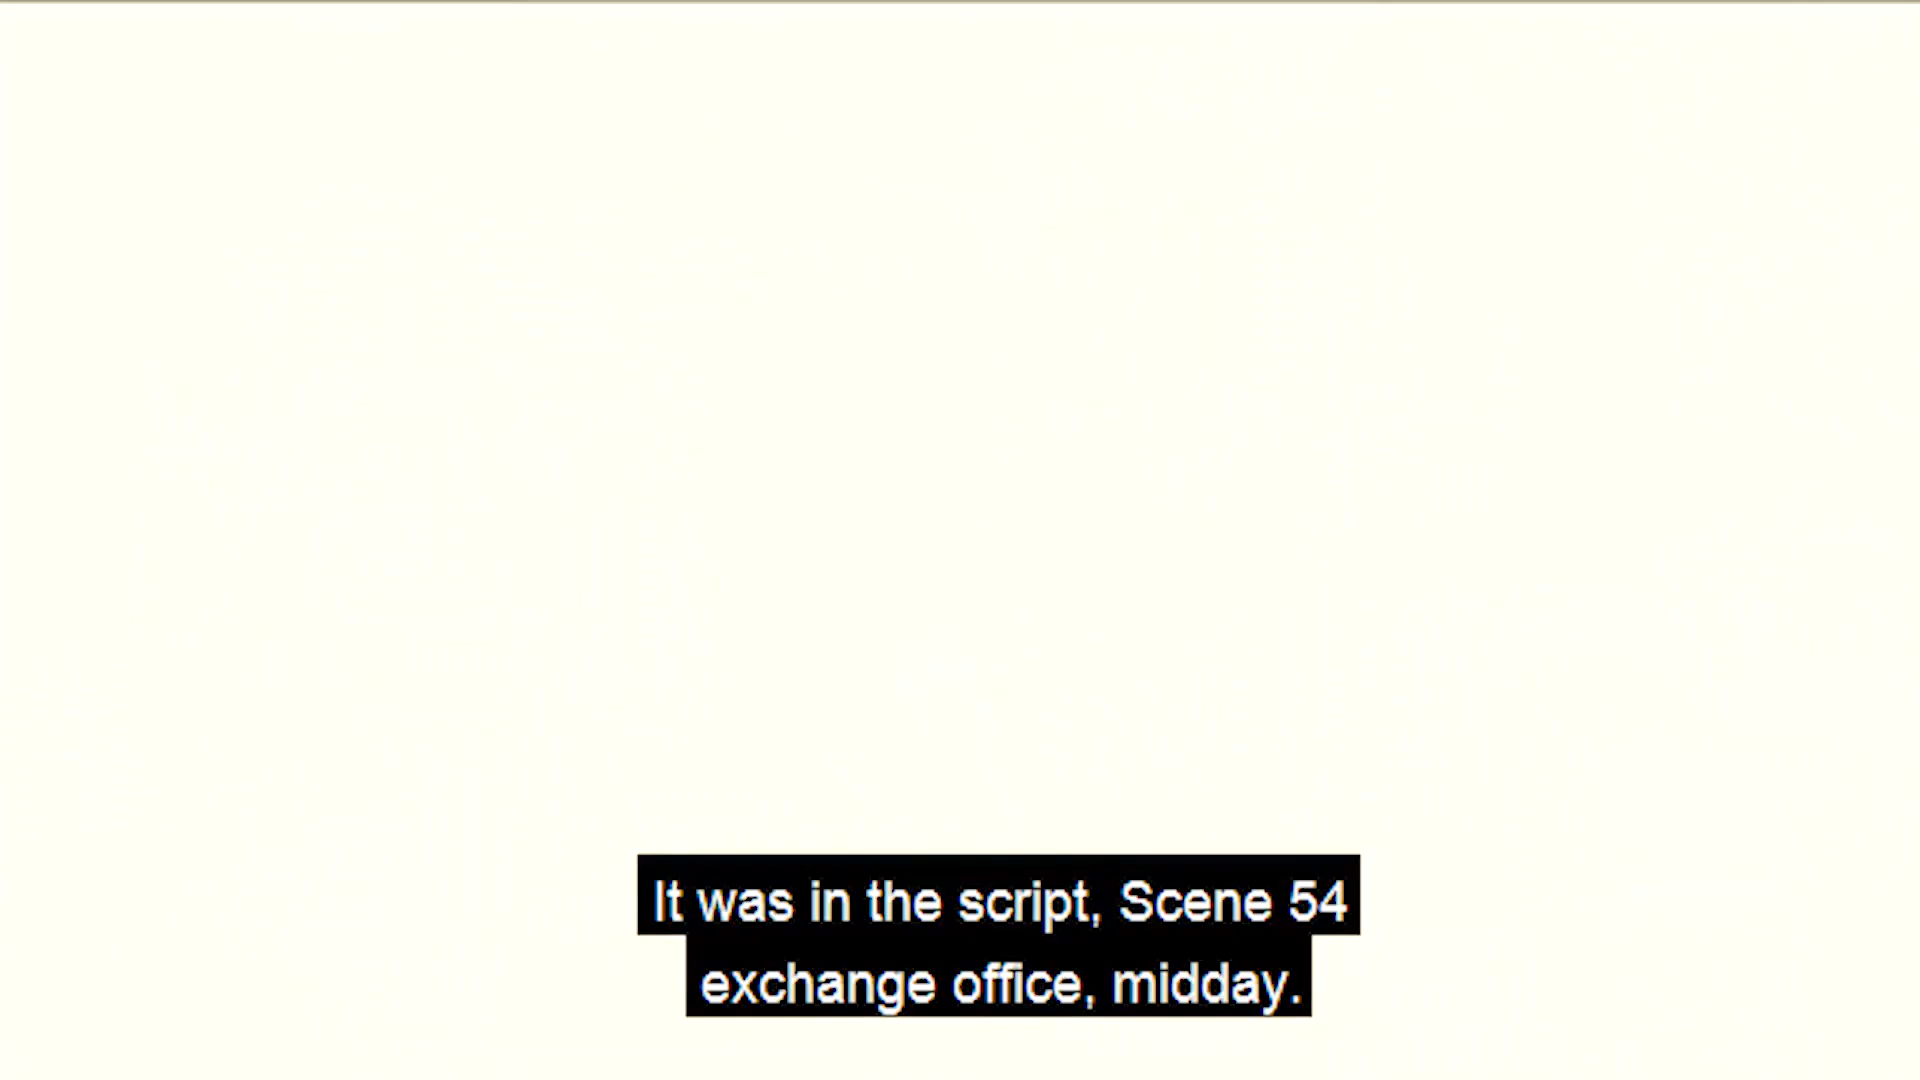 It was in the script, Scene 54
exchange office, midday.